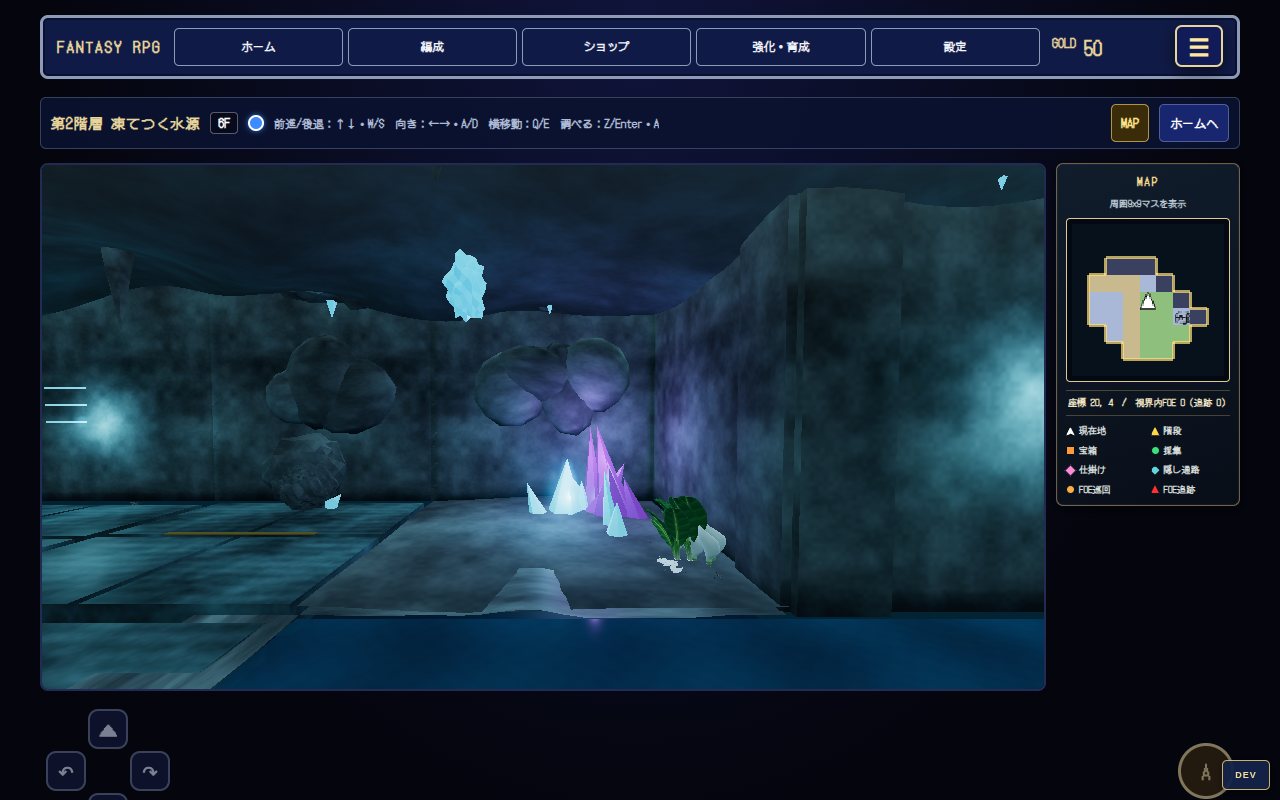 FANTASY RPG
ホーム
編成
ショップ
強化・育成
設定
GOLD 50
第2階層 凍てつく水源
6F
前進/後退：↑↓・W/S 向き：←→・A/D 横移動：Q/E 調べる：Z/Enter・A
MAP
ホームへ
MAP
周囲9x9マスを表示
座標 20, 4 / 視界内FOE 0 (追跡 0)
現在地
階段
宝箱
採集
仕掛け
隠し通路
FOE巡回
FOE追跡
A
DEV